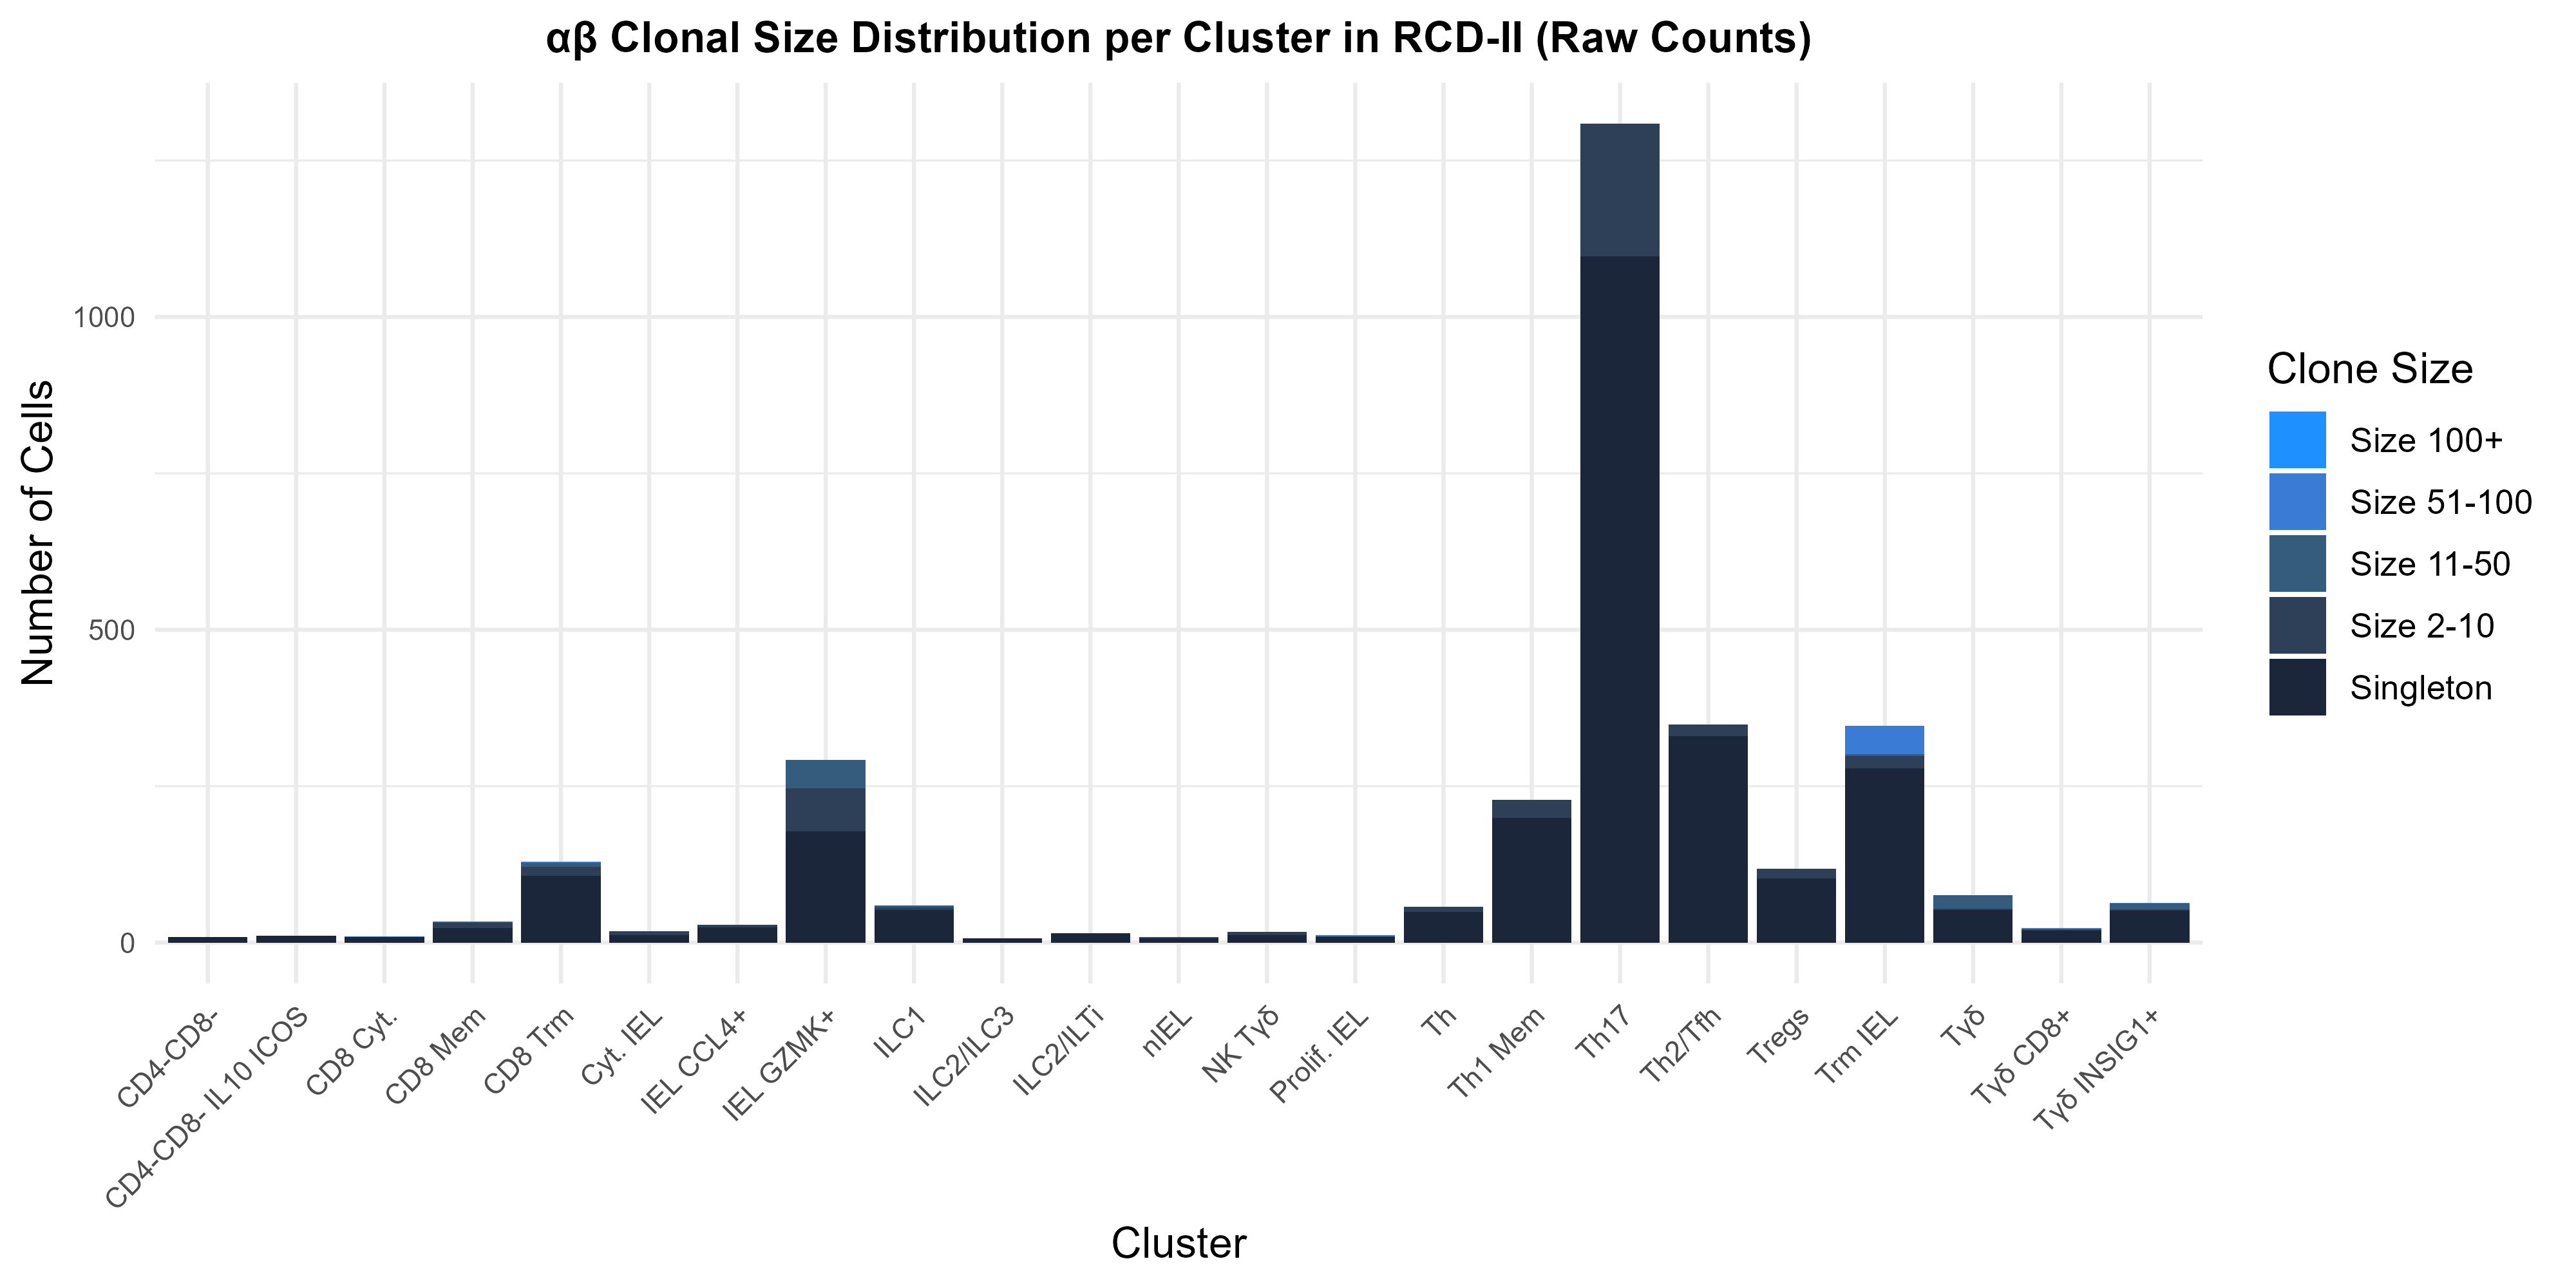 αβ Clonal Size Distribution per Cluster in RCD-II (Raw Counts)
Number of Cells
1000
500
0
CD4-CD8-
CD4-CD8- IL10 ICOS
CD8 Cyt.
CD8 Mem
CD8 Trm
Cyt. IEL
IEL CCL4+
IEL GZMK+
ILC1
ILC2/ILC3
ILC2/ILTi
nIEL
NK Tγδ
Prolif. IEL
Th
Th1 Mem
Th17
Th2/Tfh
Tregs
Trm IEL
Tγδ
Tγδ CD8+
Tγδ INSIG1+
Cluster
Clone Size
Size 100+
Size 51-100
Size 11-50
Size 2-10
Singleton